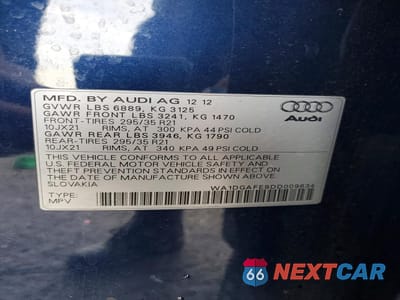 MFD. BY AUDI AG 12 12
GVWR LBS 6889, KG 3125
GAWR FRONT LBS 3241, KG 1470
FRONT-TIRES 295/35 R21
10JX21 RIMS, AT 300 KPA 44 PSI COLD
GAWR REAR LBS 3946, KG 1790
REAR-TIRES 295/35 R21
10JX21 RIMS, AT 340 KPA 49 PSI COLD
Audi
THIS VEHICLE CONFORMS TO ALL APPLICABLE
U.S. FEDERAL MOTOR VEHICLE SAFETY AND
THEFT PREVENTION STANDARDS IN EFFECT ON
THE DATE OF MANUFACTURE SHOWN ABOVE.
SLOVAKIA
WA1DGAFE9DD009634
TYPE:
MPV
66 NEXTCAR